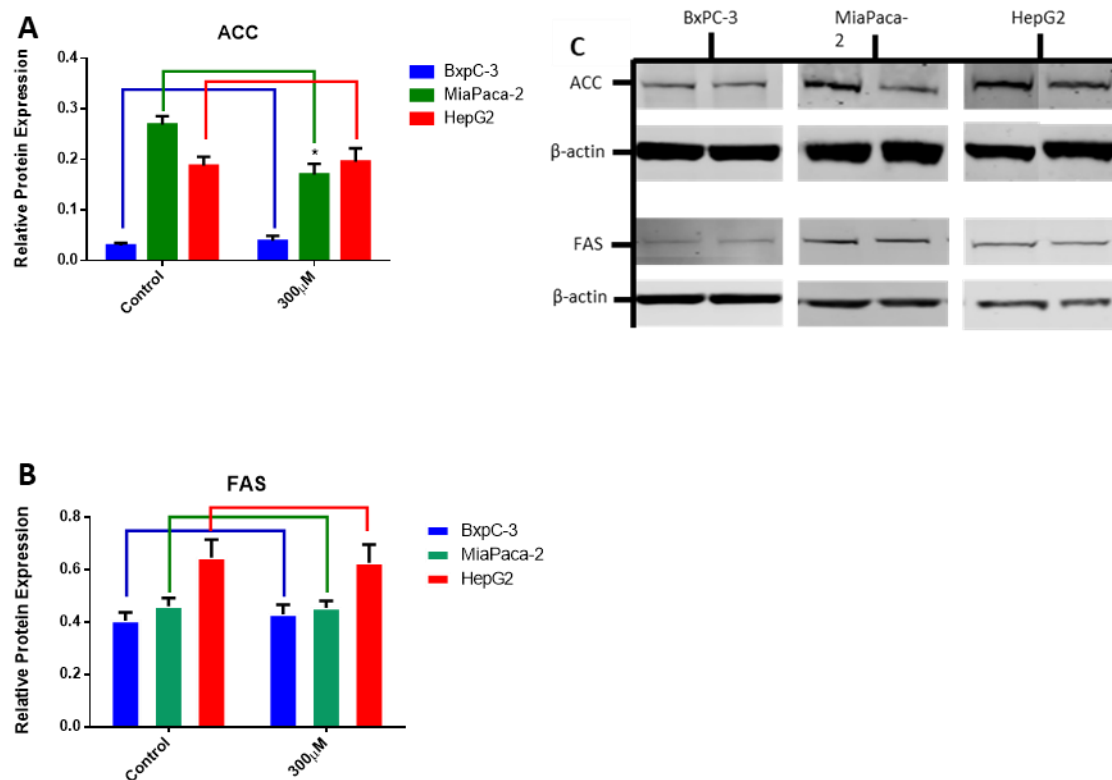 A
ACC
Relative Protein Expression
0.4
0.3
0.2
0.1
0.0
*
Control
300µM
BxpC-3
MiaPaca-2
HepG2
C
BxPC-3
MiaPaca-
2
HepG2
ACC
β-actin
FAS
β-actin
B
FAS
Relative Protein Expression
0.8
0.6
0.4
0.2
0.0
Control
300µM
BxpC-3
MiaPaca-2
HepG2